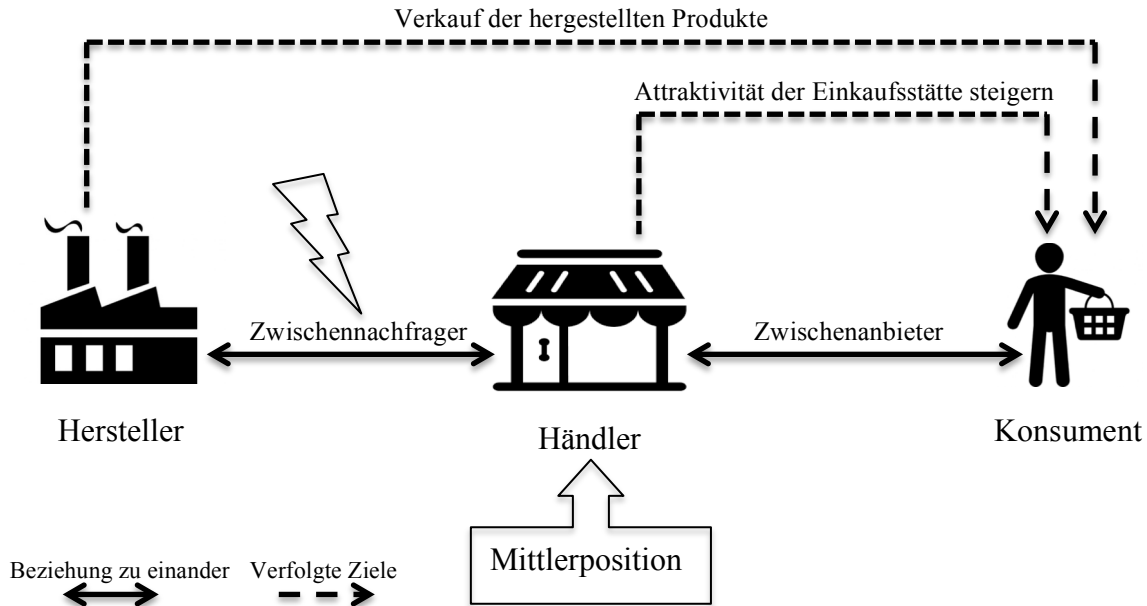 Verkauf der hergestellten Produkte
Attraktivität der Einkaufsstätte steigern
Zwischennachfrager
Zwischenanbieter
Hersteller
Händler
Konsument
Mittlerposition
Beziehung zu einander
Verfolgte Ziele